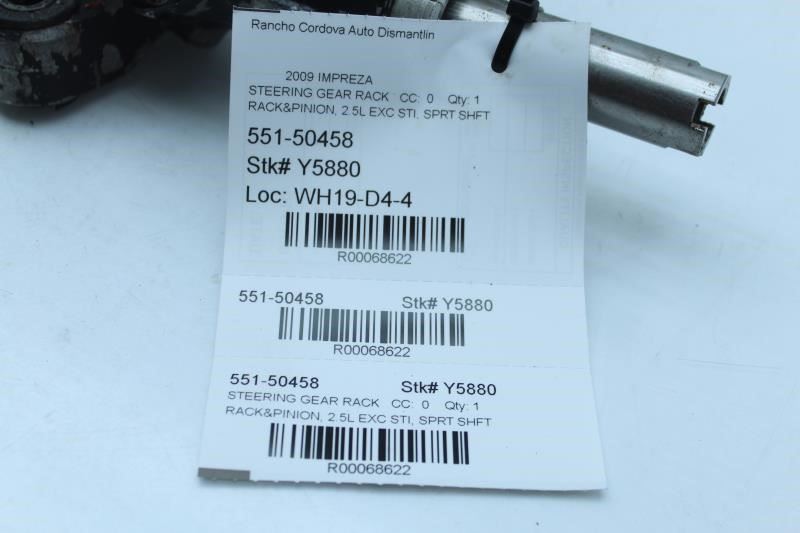 Rancho Cordova Auto Dismantlin
2009 IMPREZA
STEERING GEAR RACK CC: 0 Qty: 1
RACK&PINION, 2.5L EXC STI, SPRT SHFT
551-50458
Stk# Y5880
Loc: WH19-D4-4
R00068622
551-50458 Stk# Y5880
R00068622
551-50458 Stk# Y5880
STEERING GEAR RACK CC: 0 Qty: 1
RACK&PINION, 2.5L EXC STI, SPRT SHFT
R00068622